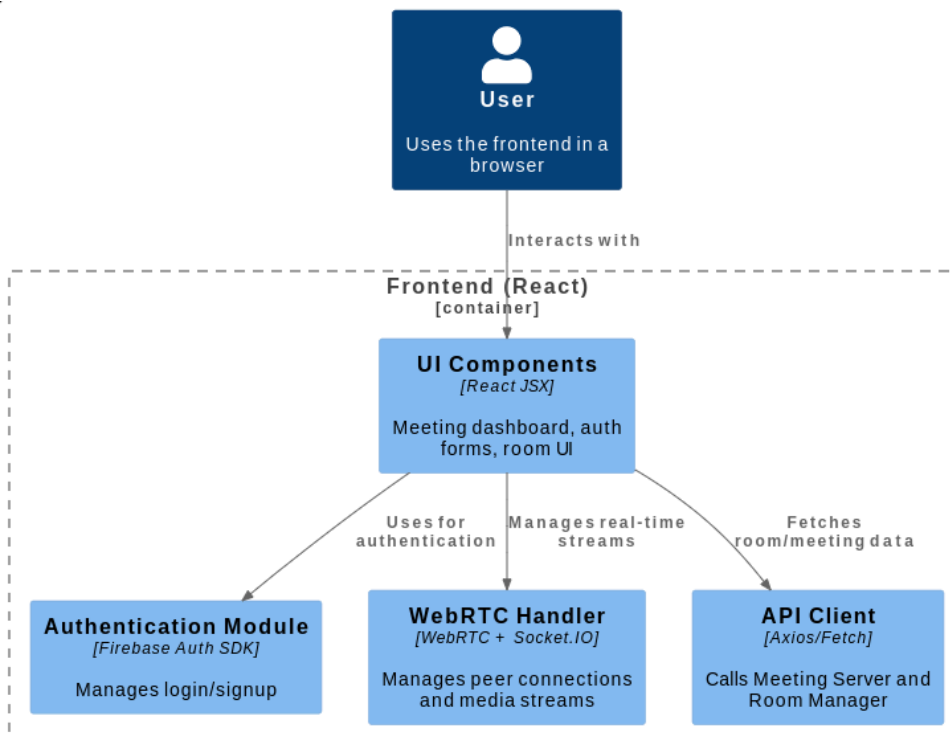 User
Uses the frontend in a
browser
Interacts with
Frontend (React)
[container]
UI Components
[React JSX]
Meeting dashboard, auth
forms, room UI
Uses for
authentication
Manages real-time
streams
Fetches
room/meeting data
Authentication Module
[Firebase Auth SDK]
Manages login/signup
WebRTC Handler
[WebRTC + Socket.IO]
Manages peer connections
and media streams
API Client
[Axios/Fetch]
Calls Meeting Server and
Room Manager